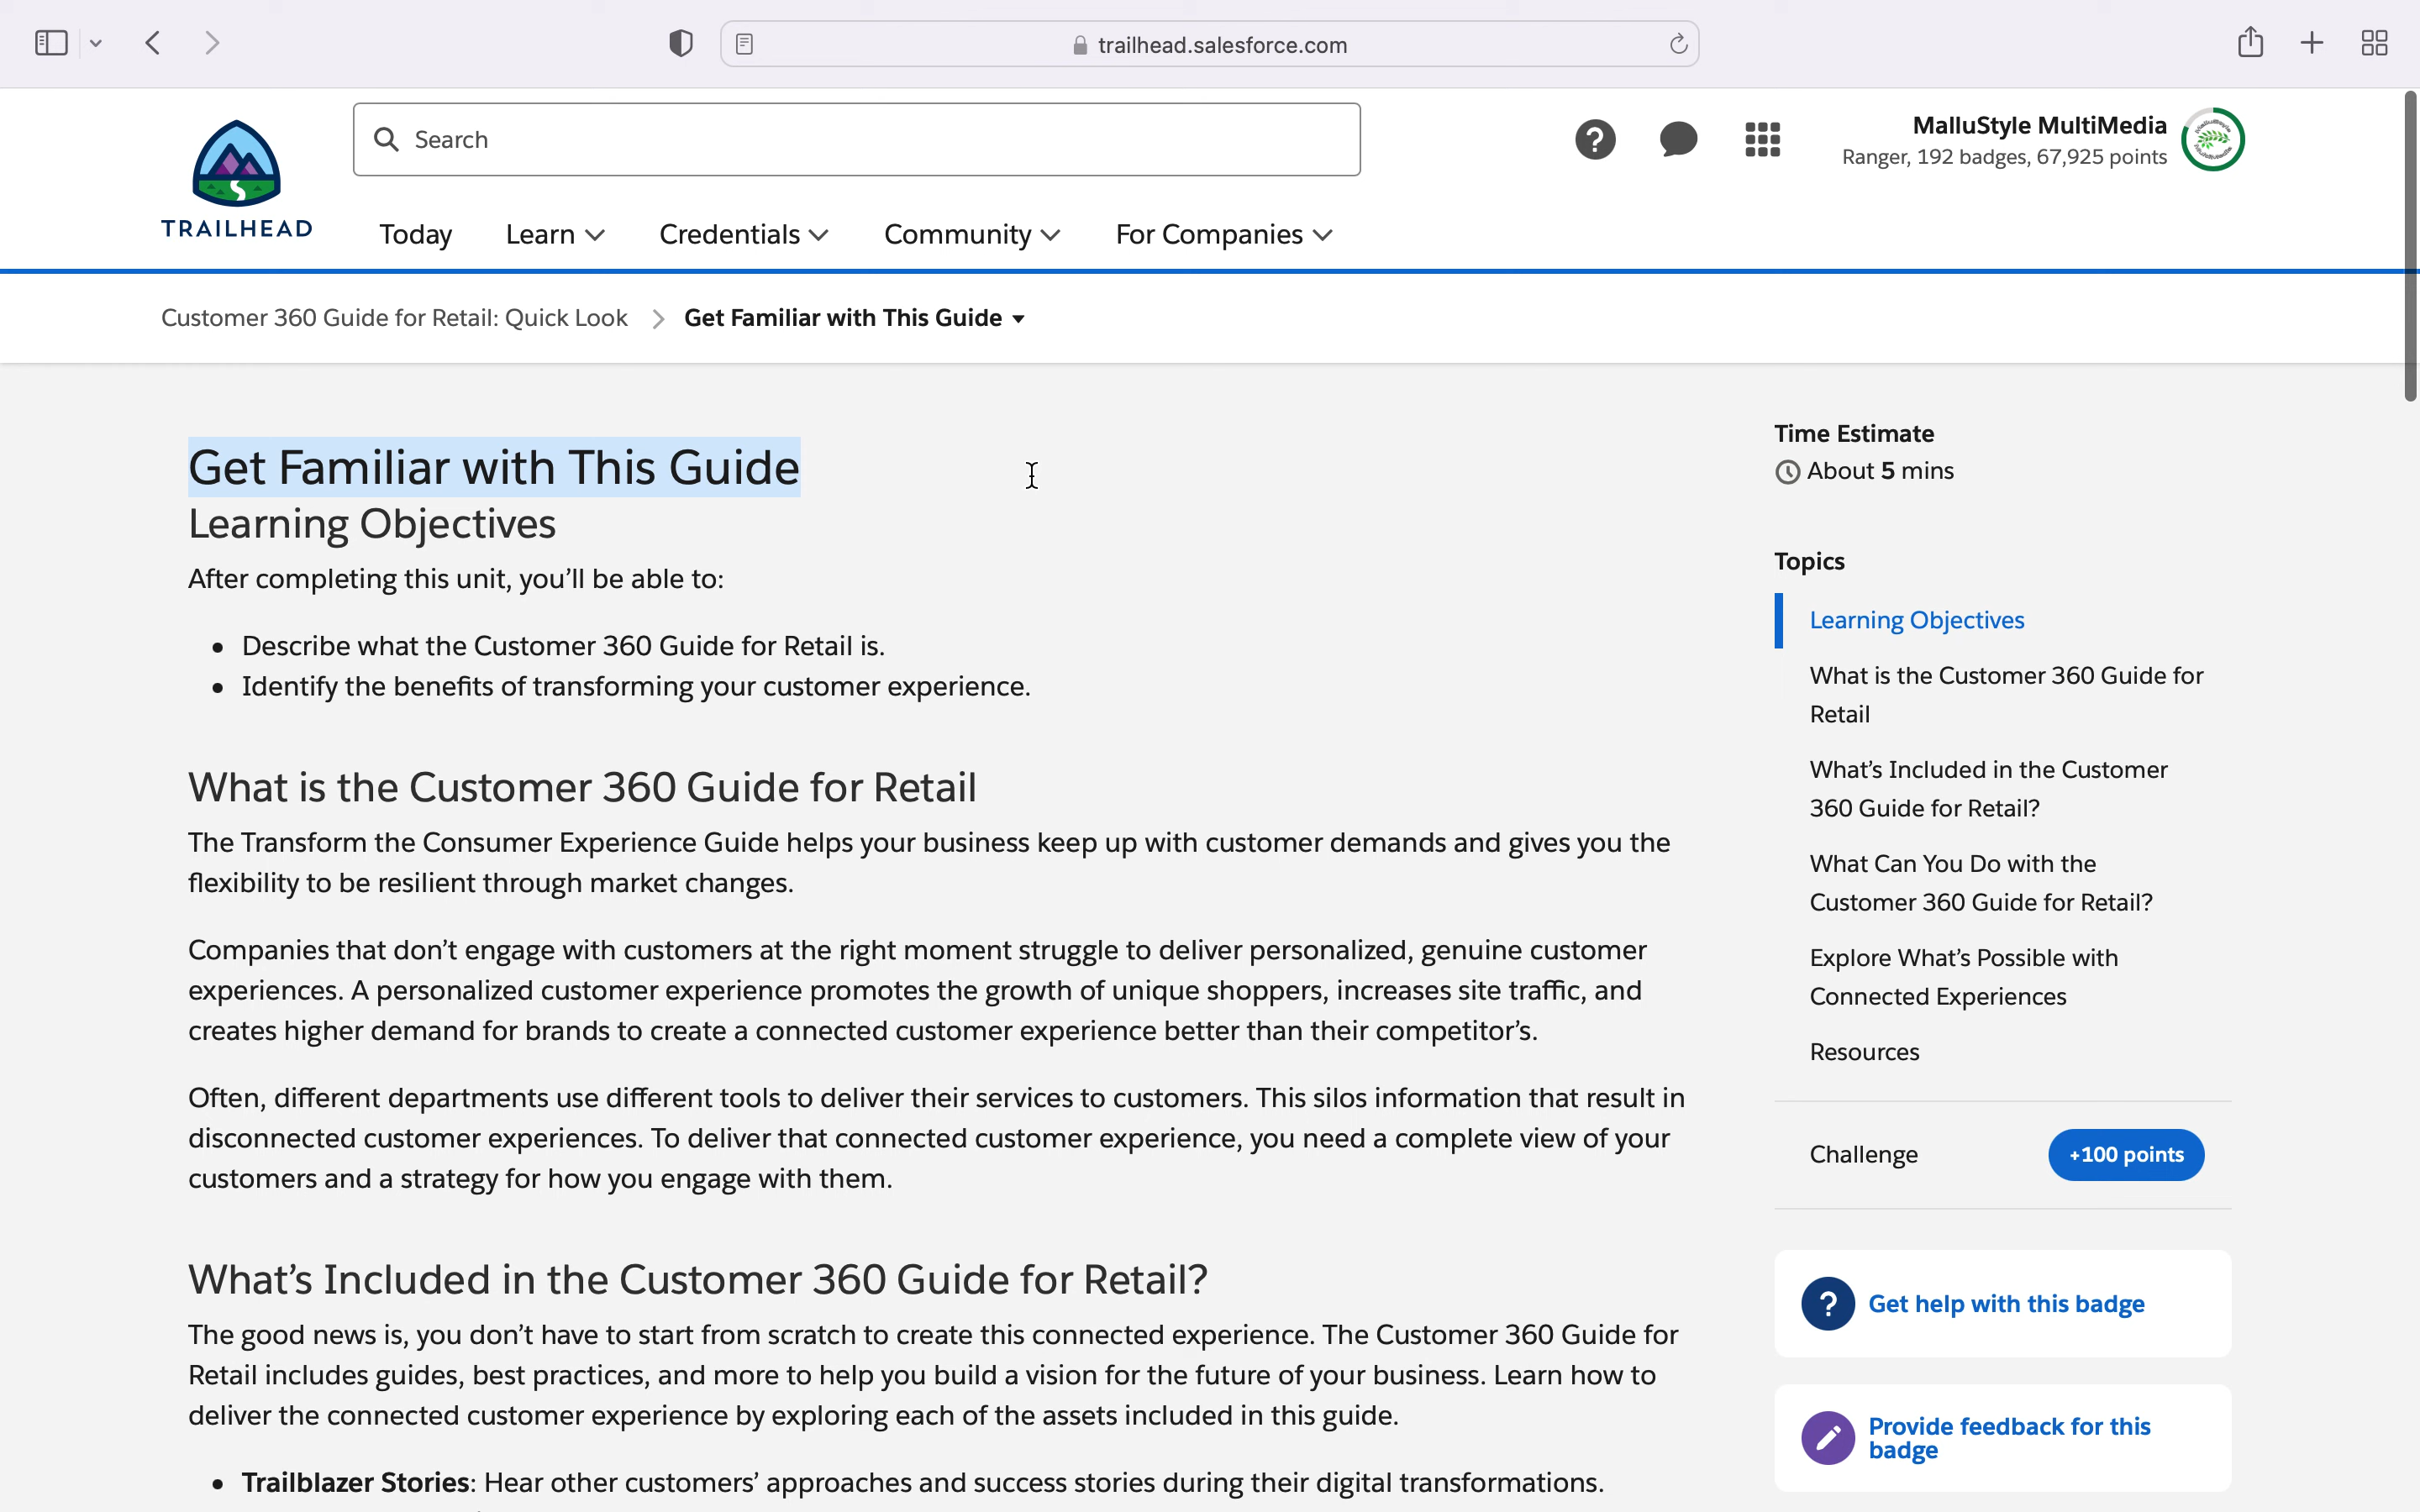 trailhead.salesforce.com
TRAILHEAD
Search
MalluStyle MultiMedia
Ranger, 192 badges, 67,925 points
Today
Learn
Credentials
Community
For Companies
Customer 360 Guide for Retail: Quick Look
Get Familiar with This Guide
Get Familiar with This Guide
Learning Objectives
After completing this unit, you’ll be able to:
• Describe what the Customer 360 Guide for Retail is.
• Identify the benefits of transforming your customer experience.
What is the Customer 360 Guide for Retail
The Transform the Consumer Experience Guide helps your business keep up with customer demands and gives you the
flexibility to be resilient through market changes.
Companies that don’t engage with customers at the right moment struggle to deliver personalized, genuine customer
experiences. A personalized customer experience promotes the growth of unique shoppers, increases site traffic, and
creates higher demand for brands to create a connected customer experience better than their competitor’s.
Often, different departments use different tools to deliver their services to customers. This silos information that result in
disconnected customer experiences. To deliver that connected customer experience, you need a complete view of your
customers and a strategy for how you engage with them.
What’s Included in the Customer 360 Guide for Retail?
The good news is, you don’t have to start from scratch to create this connected experience. The Customer 360 Guide for
Retail includes guides, best practices, and more to help you build a vision for the future of your business. Learn how to
deliver the connected customer experience by exploring each of the assets included in this guide.
• Trailblazer Stories: Hear other customers’ approaches and success stories during their digital transformations.
Time Estimate
About 5 mins
Topics
Learning Objectives
What is the Customer 360 Guide for
Retail
What’s Included in the Customer
360 Guide for Retail?
What Can You Do with the
Customer 360 Guide for Retail?
Explore What’s Possible with
Connected Experiences
Resources
Challenge
+100 points
Get help with this badge
Provide feedback for this
badge